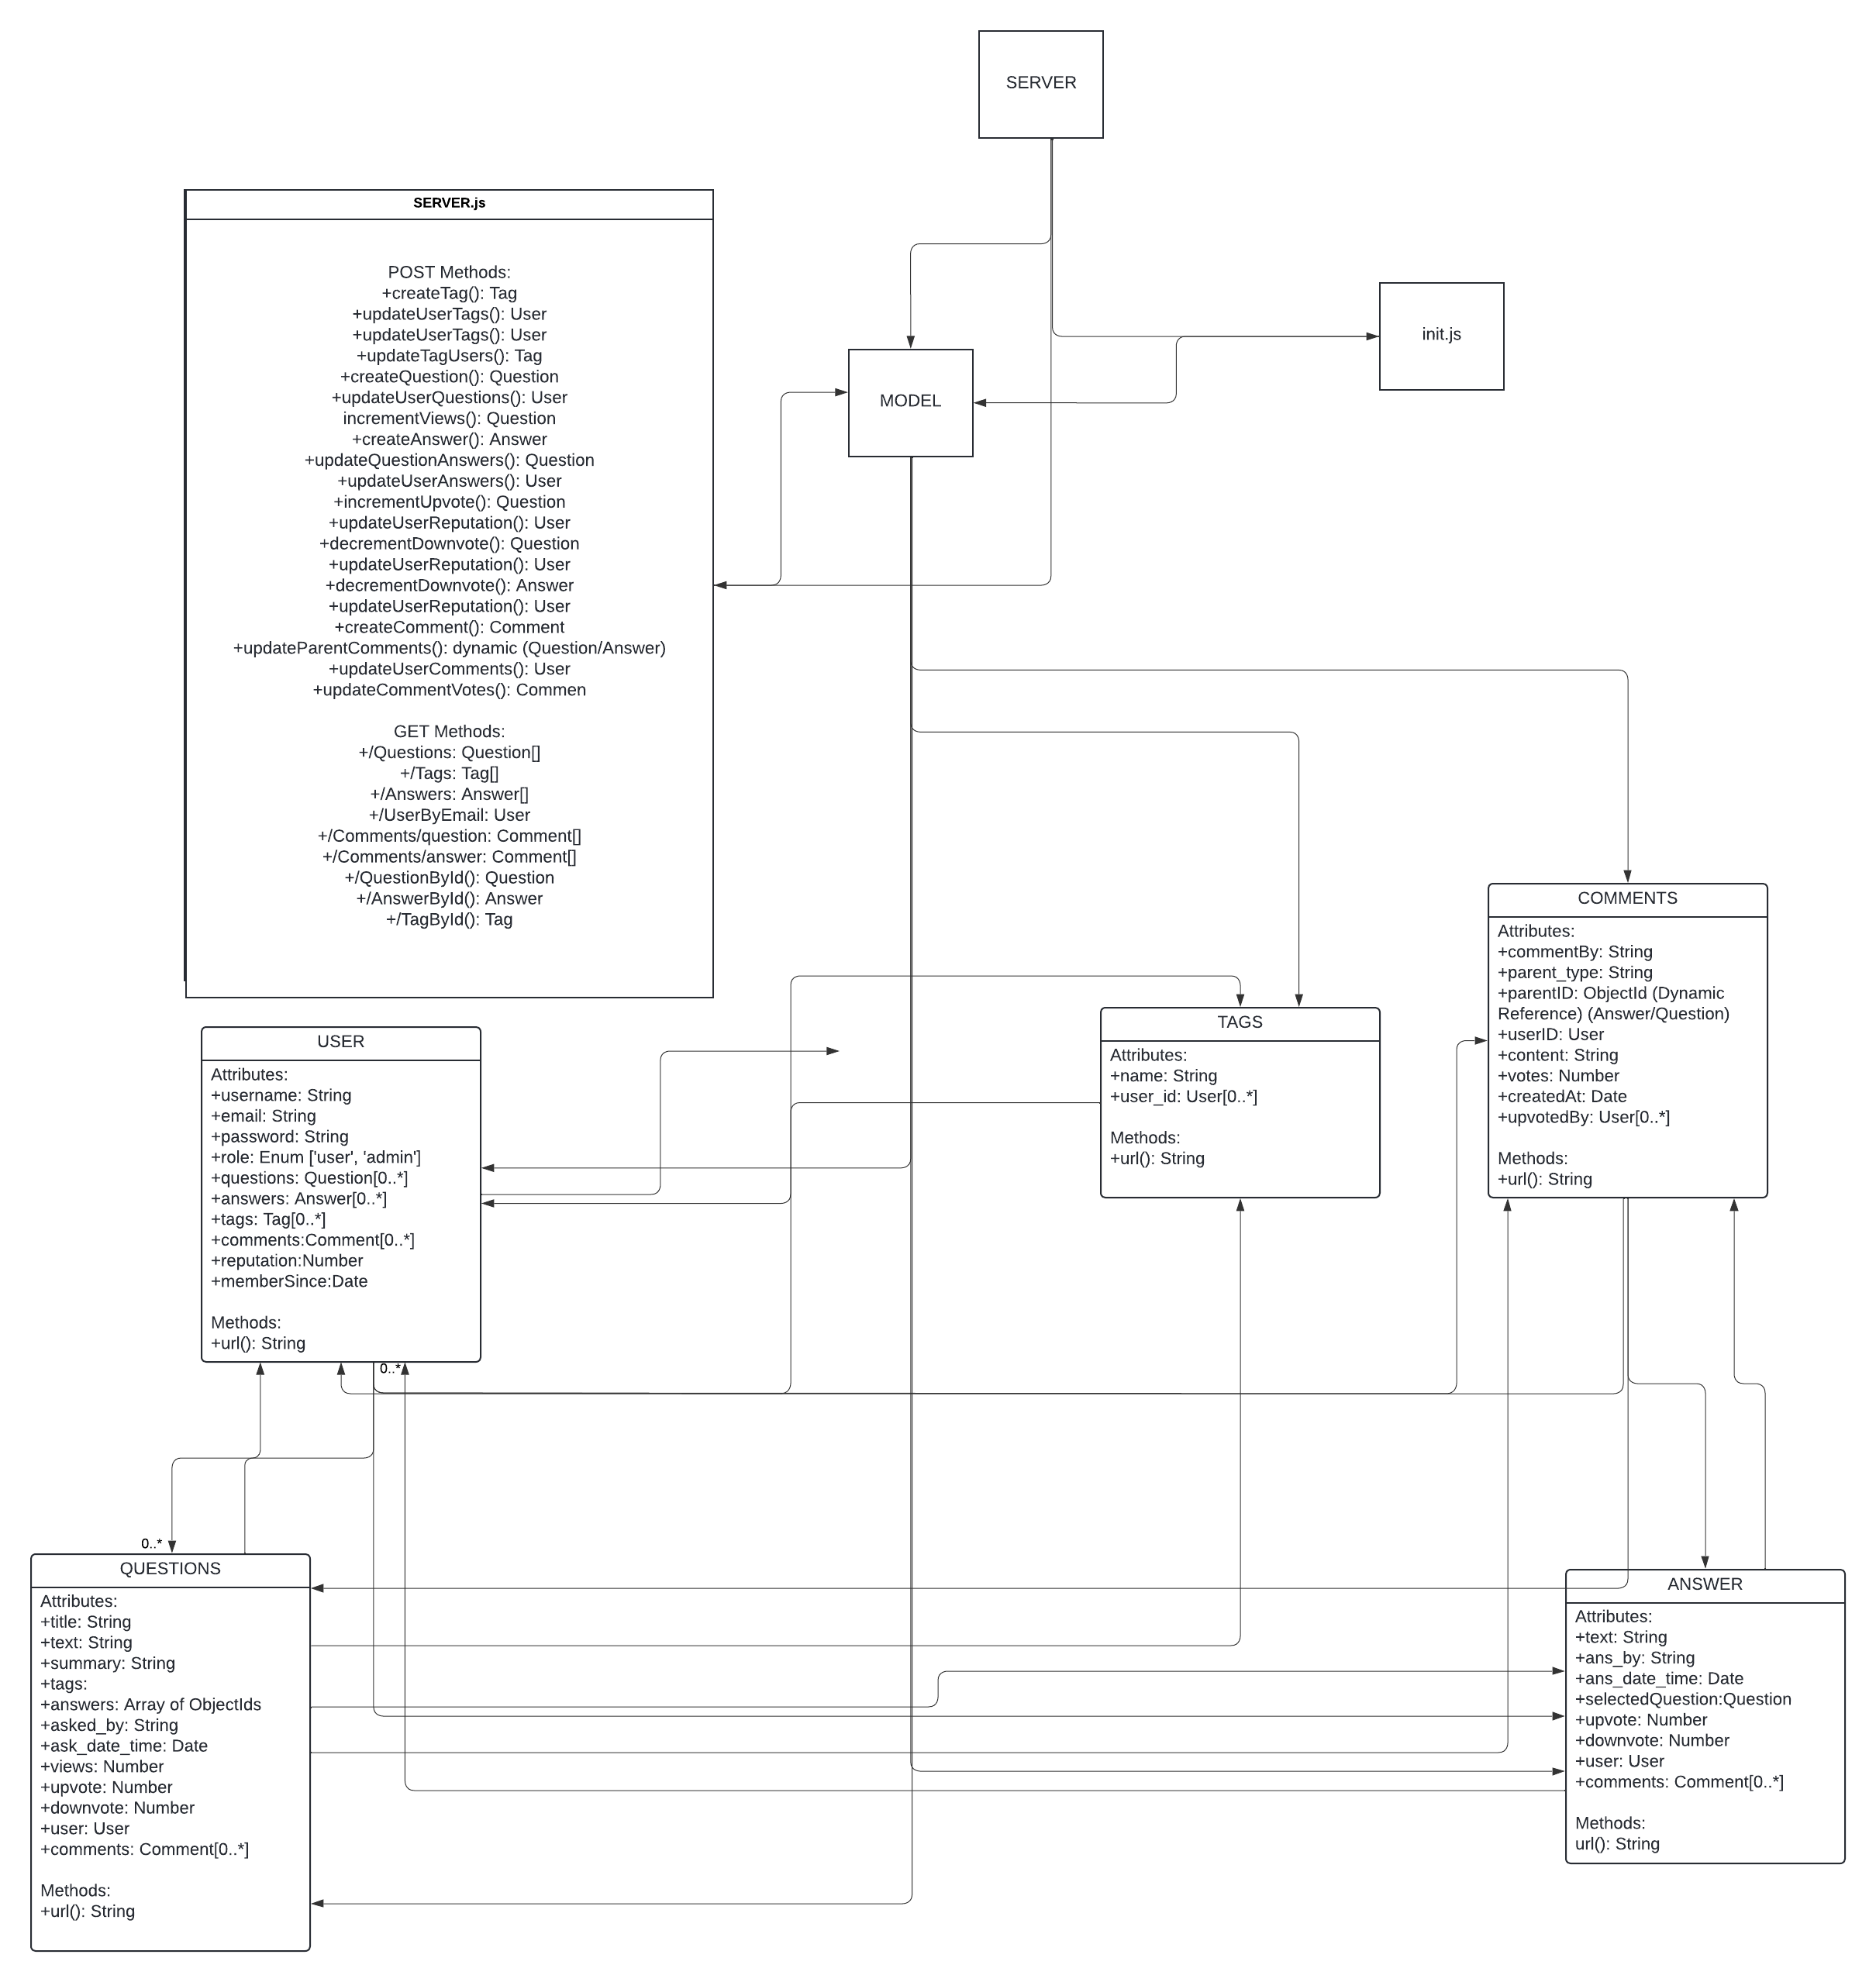 SERVER
SERVER.js
POST Methods:
+createTag(): Tag
+updateUserTags(): User
+updateUserTags(): User
+updateTagUsers(): Tag
+createQuestion(): Question
+updateUserQuestions(): User
incrementViews(): Question
+createAnswer(): Answer
+updateQuestionAnswers(): Question
+updateUserAnswers(): User
+incrementUpvote(): Question
+updateUserReputation(): User
+decrementDownvote(): Question
+updateUserReputation(): User
+decrementDownvote(): Answer
+updateUserReputation(): User
+createComment(): Comment
+updateParentComments(): dynamic (Question/Answer)
+updateUserComments(): User
+updateCommentVotes(): Commen
GET Methods:
+/Questions: Question[]
+/Tags: Tag[]
+/Answers: Answer[]
+/UserByEmail: User
+/Comments/question: Comment[]
+/Comments/answer: Comment[]
+/QuestionById(): Question
+/AnswerById(): Answer
+/TagById(): Tag
init.js
MODEL
COMMENTS
Attributes:
+commentBy: String
+parent_type: String
+parentID: ObjectId (Dynamic
Reference) (Answer/Question)
+userID: User
+content: String
+votes: Number
+createdAt: Date
+upvotedBy: User[0..*]
Methods:
+url(): String
TAGS
Attributes:
+name: String
+user_id: User[0..*]
Methods:
+url(): String
USER
Attributes:
+username: String
+email: String
+password: String
+role: Enum ['user', 'admin']
+questions: Question[0..*]
+answers: Answer[0..*]
+tags: Tag[0..*]
+comments:Comment[0..*]
+reputation:Number
+memberSince:Date
Methods:
+url(): String
0..*
0..*
QUESTIONS
Attributes:
+title: String
+text: String
+summary: String
+tags:
+answers: Array of ObjectIds
+asked_by: String
+ask_date_time: Date
+views: Number
+upvote: Number
+downvote: Number
+user: User
+comments: Comment[0..*]
Methods:
+url(): String
ANSWER
Attributes:
+text: String
+ans_by: String
+ans_date_time: Date
+selectedQuestion:Question
+upvote: Number
+downvote: Number
+user: User
+comments: Comment[0..*]
Methods:
url(): String